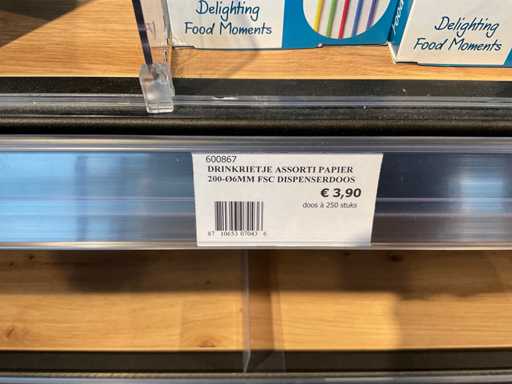 Delighting
Food Moments
Delighting
Food Moments
600867
DRINKRIETJE ASSORTI PAPIER
200-Ø6MM FSC DISPENSERDOOS
€ 3,90
doos à 250 stuks
87 10653 07043 6